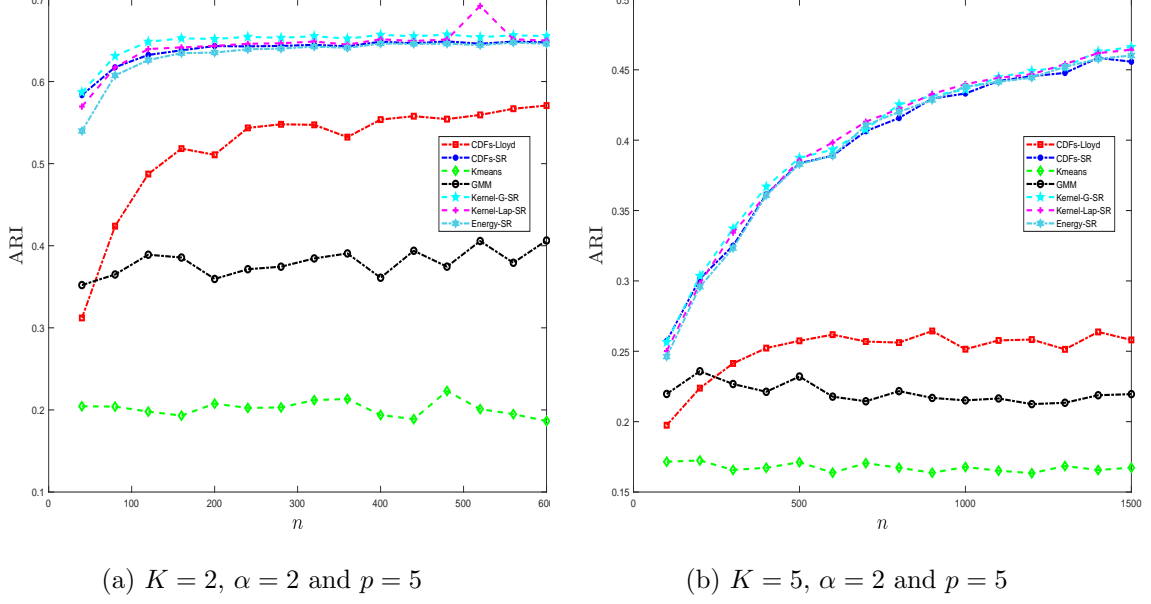 0.7
0.6
0.5
0.4
0.3
0.2
0.1
ARI
0
100
200
300
400
500
600
n
CDFs-Lloyd
CDFs-SR
Kmeans
GMM
Kernel-G-SR
Kernel-Lap-SR
Energy-SR
(a) K = 2, α = 2 and p = 5
0.5
0.45
0.4
0.35
0.3
0.25
0.2
0.15
ARI
0
500
1000
1500
n
CDFs-Lloyd
CDFs-SR
Kmeans
GMM
Kernel-G-SR
Kernel-Lap-SR
Energy-SR
(b) K = 5, α = 2 and p = 5